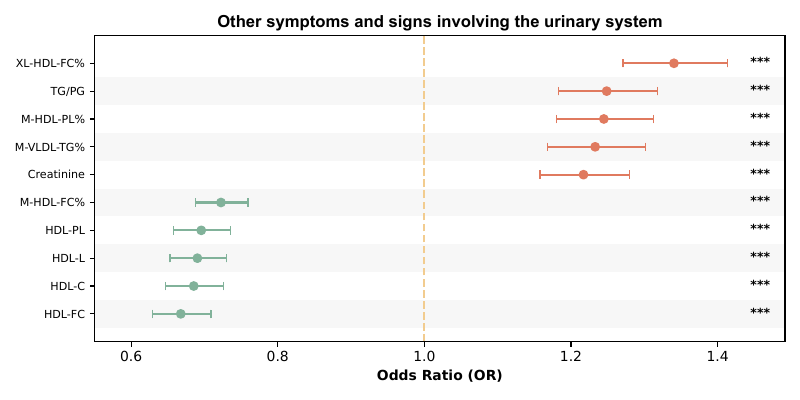 Other symptoms and signs involving the urinary system
XL-HDL-FC% ***
TG/PG ***
M-HDL-PL% ***
M-VLDL-TG% ***
Creatinine ***
M-HDL-FC% ***
HDL-PL ***
HDL-L ***
HDL-C ***
HDL-FC ***
0.6 0.8 1.0 1.2 1.4
Odds Ratio (OR)